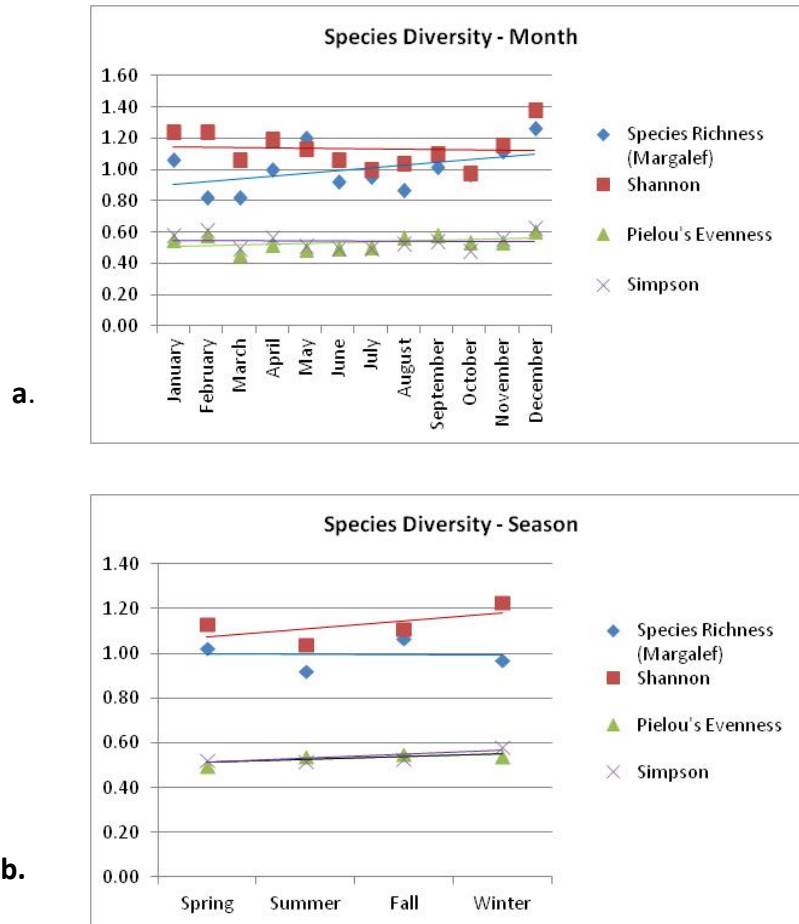 Species Diversity - Month
1.60
1.40
1.20
1.00
0.80
0.60
0.40
0.20
0.00
January
February
March
April
May
June
July
August
September
October
November
December
Species Richness
(Margalef)
Shannon
Pielou's Evenness
Simpson
a.
Species Diversity - Season
1.40
1.20
1.00
0.80
0.60
0.40
0.20
0.00
Spring Summer Fall Winter
Species Richness
(Margalef)
Shannon
Pielou's Evenness
Simpson
b.